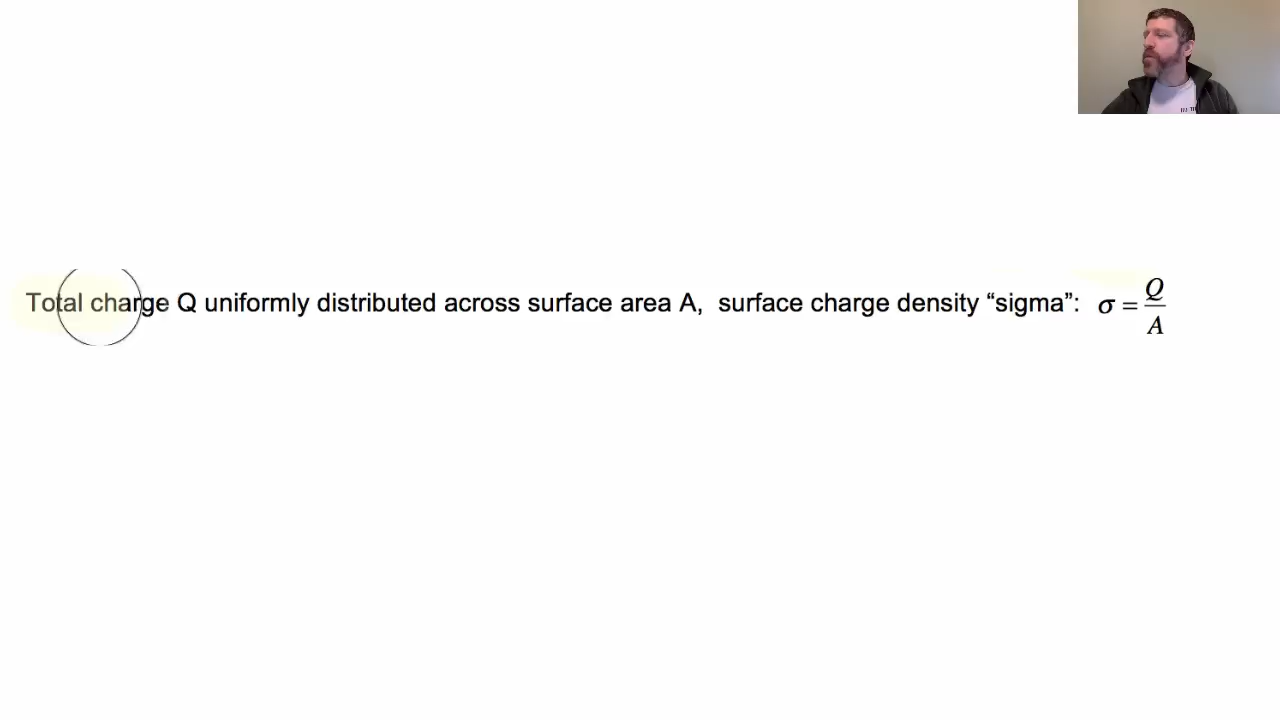 Total charge Q uniformly distributed across surface area A,  surface charge density “sigma”:  σ = Q/A